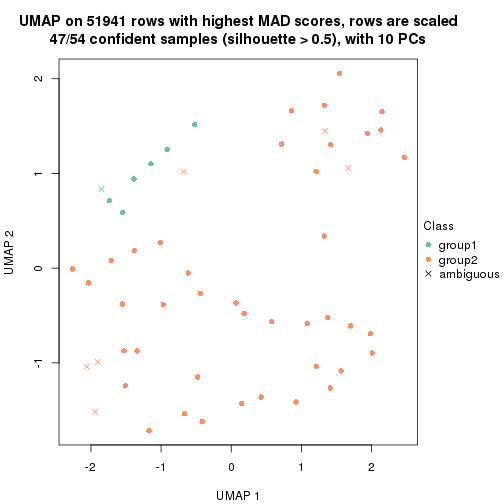 UMAP on 51941 rows with highest MAD scores, rows are scaled
47/54 confident samples (silhouette > 0.5), with 10 PCs
2
1
0
-1
UMAP 2
-2
-1
0
1
2
UMAP 1
Class
group1
group2
ambiguous